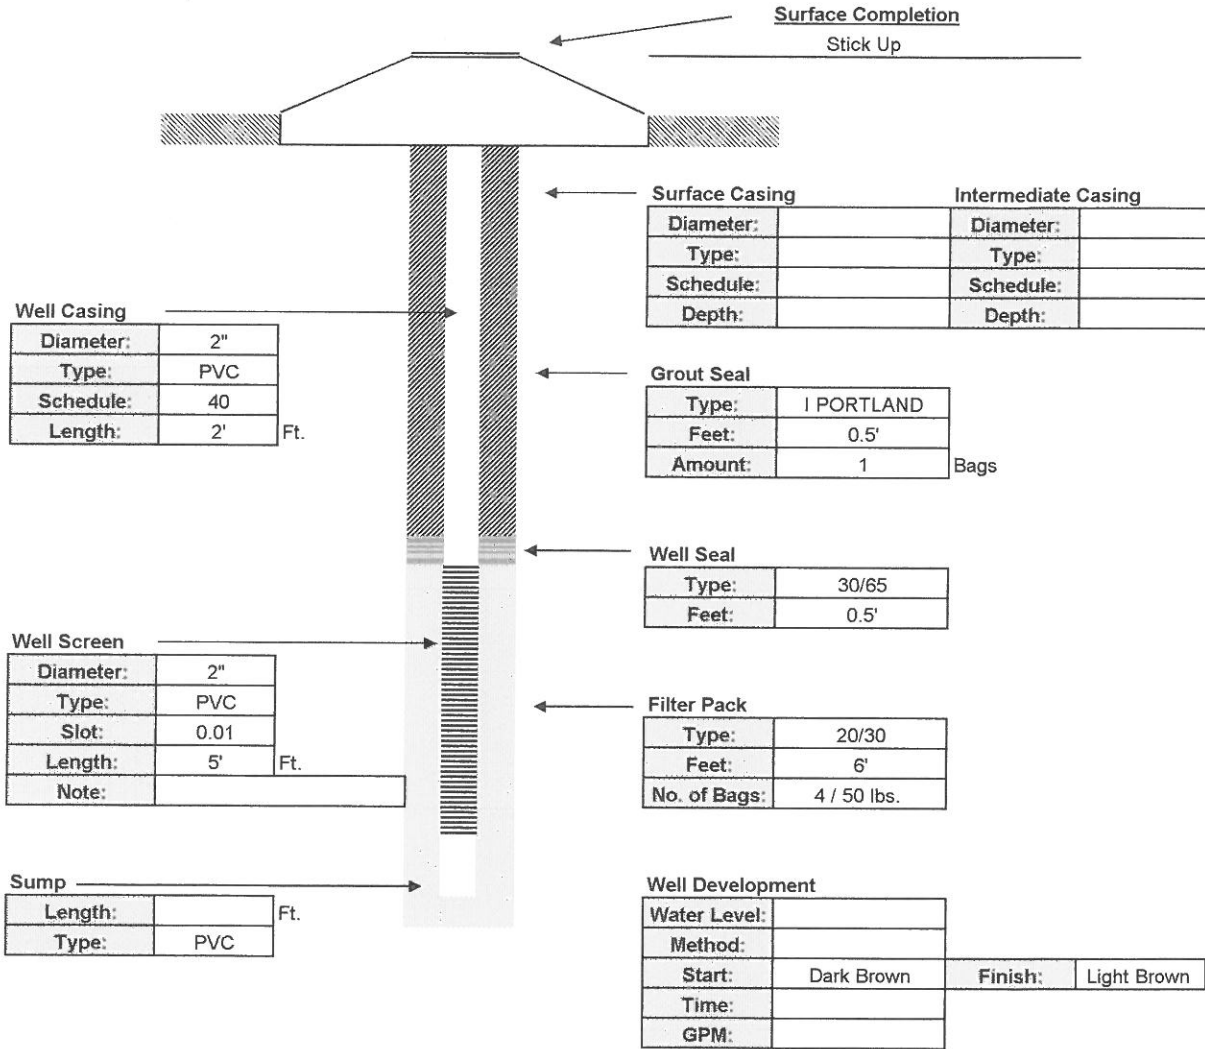 Surface Completion
Stick Up
Surface Casing
Diameter:
Type:
Schedule:
Depth:
Intermediate Casing
Diameter:
Type:
Schedule:
Depth:
Well Casing
Diameter: 2"
Type: PVC
Schedule: 40
Length: 2' Ft.
Grout Seal
Type: I PORTLAND
Feet: 0.5'
Amount: 1 Bags
Well Seal
Type: 30/65
Feet: 0.5'
Well Screen
Diameter: 2"
Type: PVC
Slot: 0.01
Length: 5' Ft.
Note:
Filter Pack
Type: 20/30
Feet: 6'
No. of Bags: 4 / 50 lbs.
Sump
Length: Ft.
Type: PVC
Well Development
Water Level:
Method:
Start: Dark Brown Finish: Light Brown
Time:
GPM: